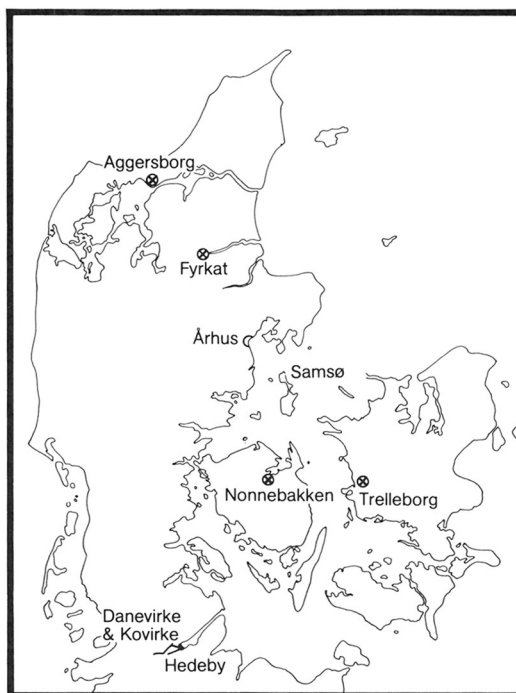 Aggersborg
Fyrkat
Århus
Samsø
Nonnebakken
Trelleborg
Danevirke
& Kovirke
Hedeby